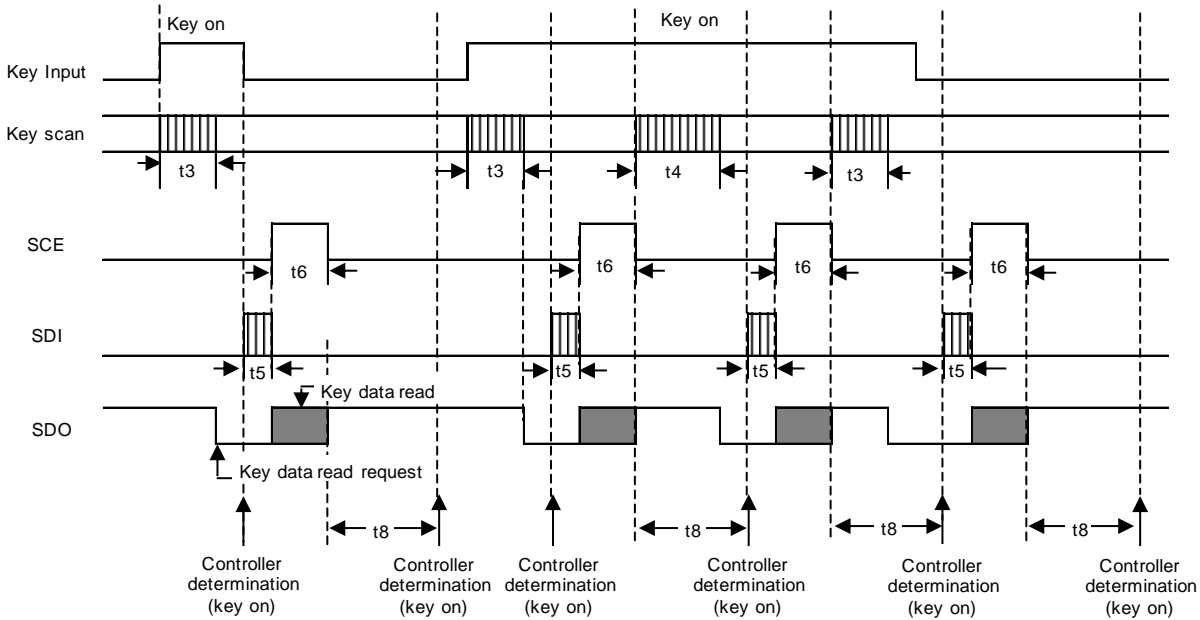 Key on
Key on
Key Input
Key scan
t3
t3
t4
t3
SCE
t6
t6
t6
t6
SDI
t5
t5
t5
t5
Key data read
SDO
Key data read request
t8
t8
t8
t8
Controller
determination
(key on)
Controller
determination
(key on)
Controller
determination
(key on)
Controller
determination
(key on)
Controller
determination
(key on)
Controller
determination
(key on)